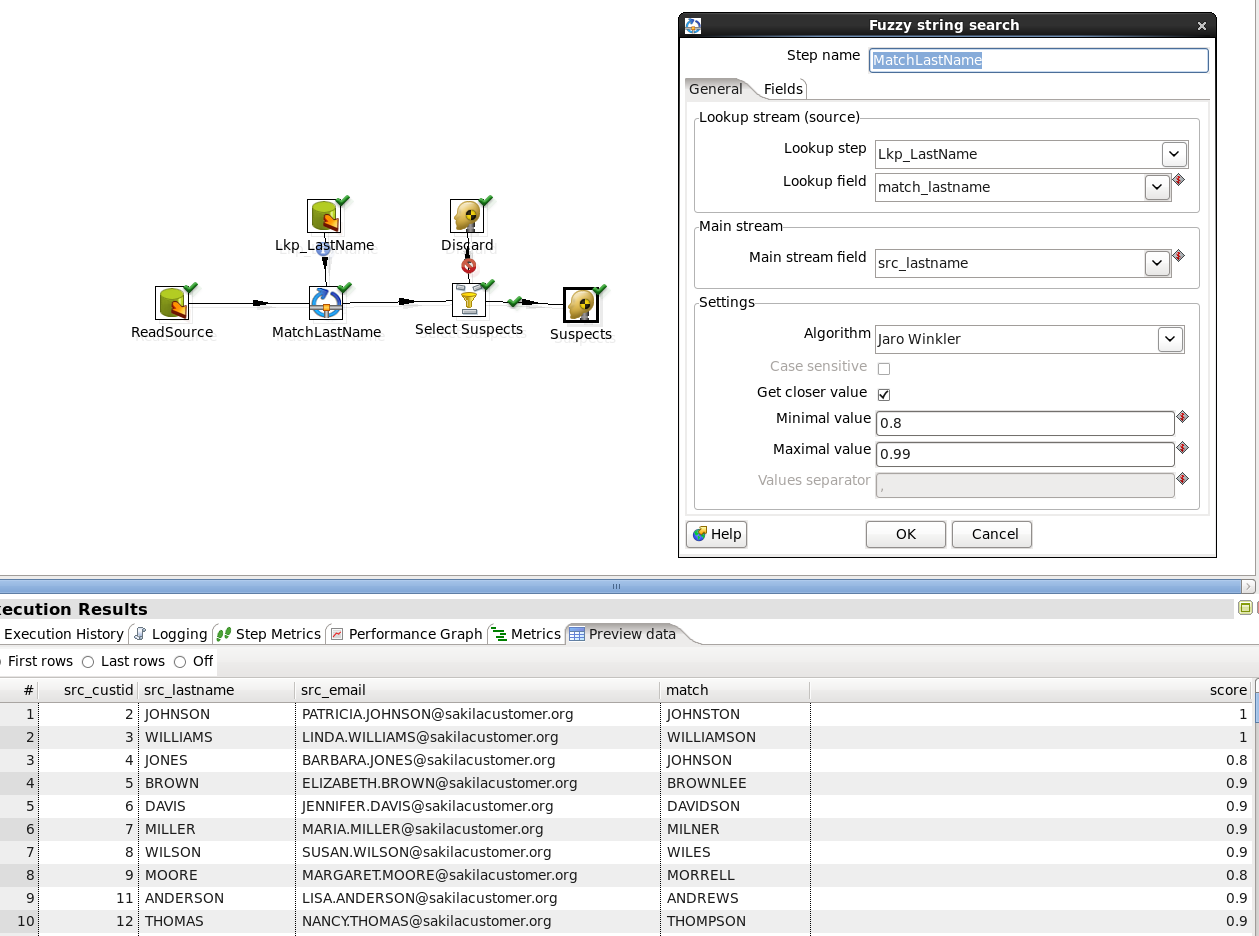 Lkp_LastName
Discard
ReadSource
MatchLastName
Select Suspects
Suspects
Fuzzy string search
Step name MatchLastName
General Fields
Lookup stream (source)
Lookup step Lkp_LastName
Lookup field match_lastname
Main stream
Main stream field src_lastname
Settings
Algorithm Jaro Winkler
Case sensitive
Get closer value
Minimal value 0.8
Maximal value 0.99
Values separator ,
Help OK Cancel
ecution Results
Execution History Logging Step Metrics Performance Graph Metrics Preview data
First rows Last rows Off
# src_custid src_lastname src_email match score
1 2 JOHNSON PATRICIA.JOHNSON@sakilacustomer.org JOHNSTON 1
2 3 WILLIAMS LINDA.WILLIAMS@sakilacustomer.org WILLIAMSON 1
3 4 JONES BARBARA.JONES@sakilacustomer.org JOHNSON 0.8
4 5 BROWN ELIZABETH.BROWN@sakilacustomer.org BROWNLEE 0.9
5 6 DAVIS JENNIFER.DAVIS@sakilacustomer.org DAVIDSON 0.9
6 7 MILLER MARIA.MILLER@sakilacustomer.org MILNER 0.9
7 8 WILSON SUSAN.WILSON@sakilacustomer.org WILES 0.9
8 9 MOORE MARGARET.MOORE@sakilacustomer.org MORRELL 0.8
9 11 ANDERSON LISA.ANDERSON@sakilacustomer.org ANDREWS 0.9
10 12 THOMAS NANCY.THOMAS@sakilacustomer.org THOMPSON 0.9